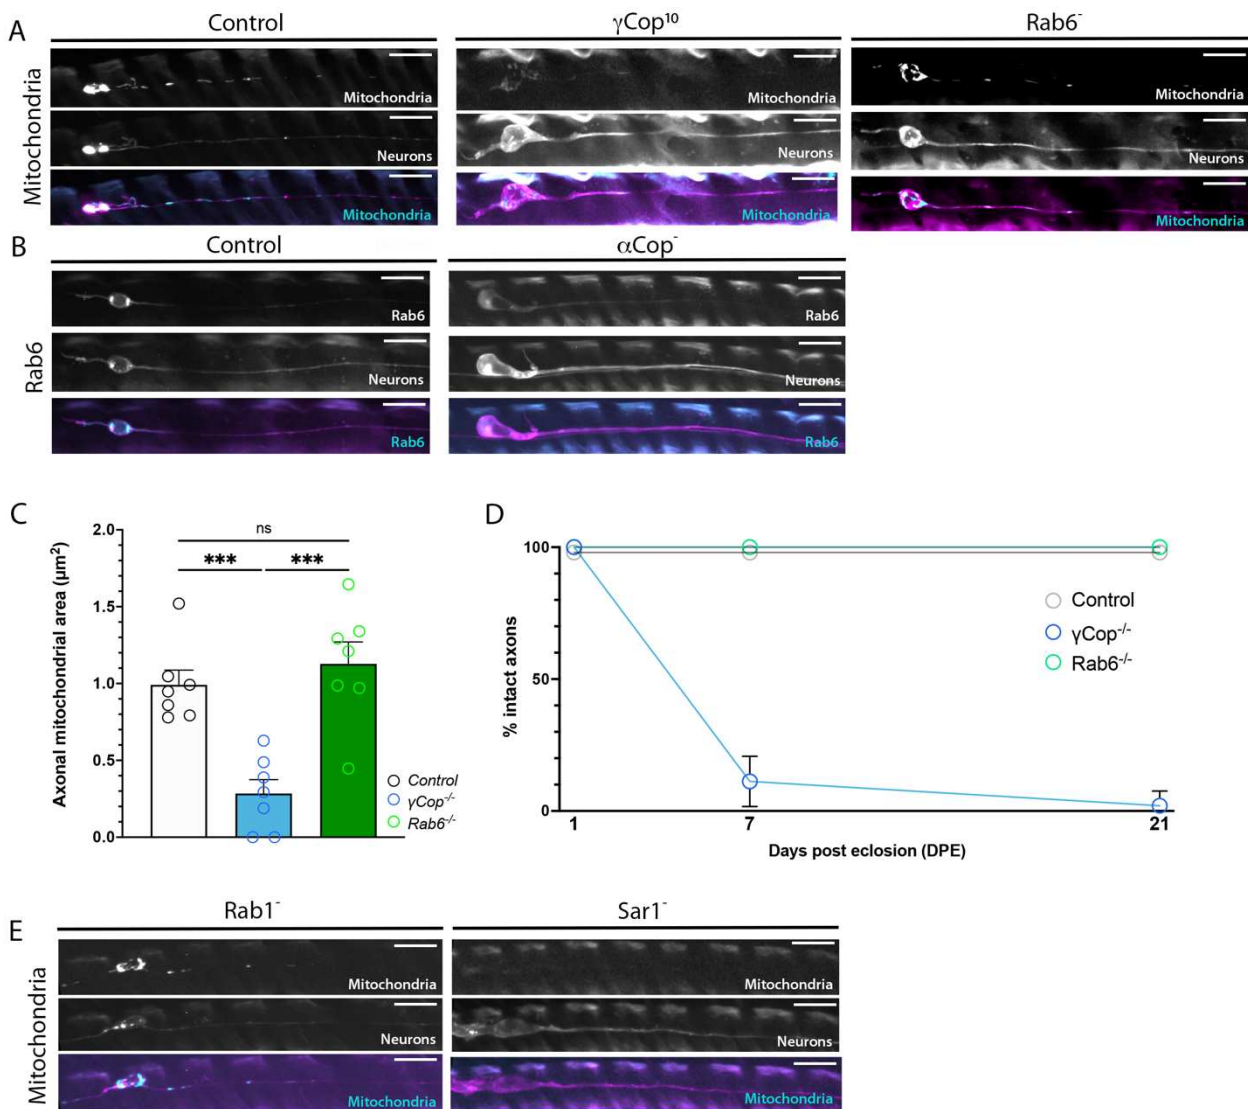 A
Control
γCop¹⁰
Rab6⁻
Mitochondria
Mitochondria
Neurons
Mitochondria
Mitochondria
Neurons
Mitochondria
Mitochondria
Neurons
Mitochondria
B
Control
αCop⁻
Rab6
Rab6
Neurons
Rab6
Rab6
Neurons
Rab6
C
ns
***
***
Axonal mitochondrial area (µm²)
2.0
1.5
1.0
0.5
0.0
Control
γCop⁻/⁻
Rab6⁻/⁻
D
% intact axons
100
50
0
1
7
21
Days post eclosion (DPE)
Control
γCop⁻/⁻
Rab6⁻/⁻
E
Rab1⁻
Sar1⁻
Mitochondria
Mitochondria
Neurons
Mitochondria
Mitochondria
Neurons
Mitochondria